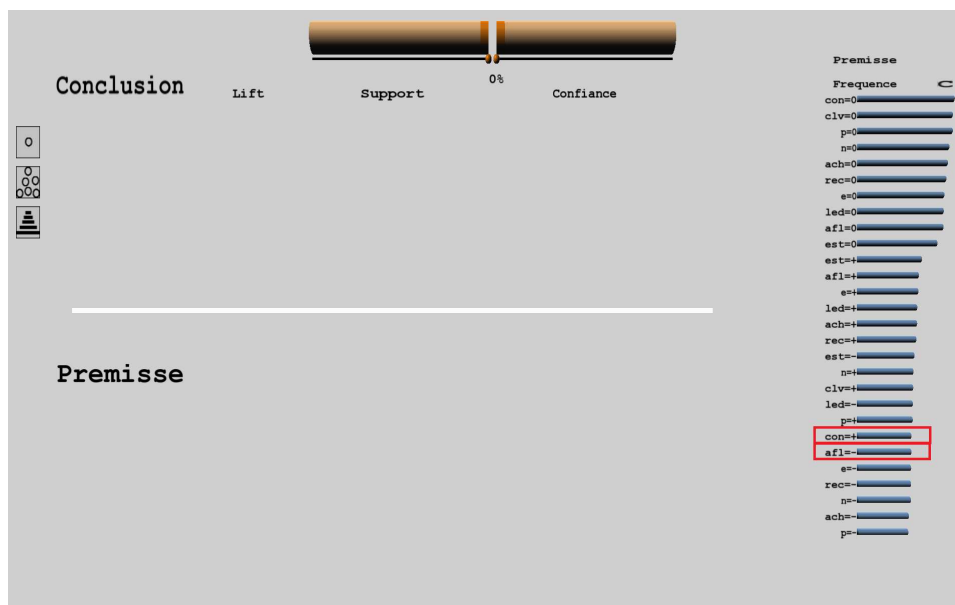 0%
Conclusion
Lift
Support
Confiance
Premisse
Premisse
Frequence
con=0
clv=0
p=0
n=0
ach=0
rec=0
e=0
led=0
afl=0
est=0
est=+
afl=+
e=+
led=+
ach=+
rec=+
est=-
n=+
clv=+
led=-
p=+
con=+
afl=-
e=-
rec=-
n=-
ach=-
p=-